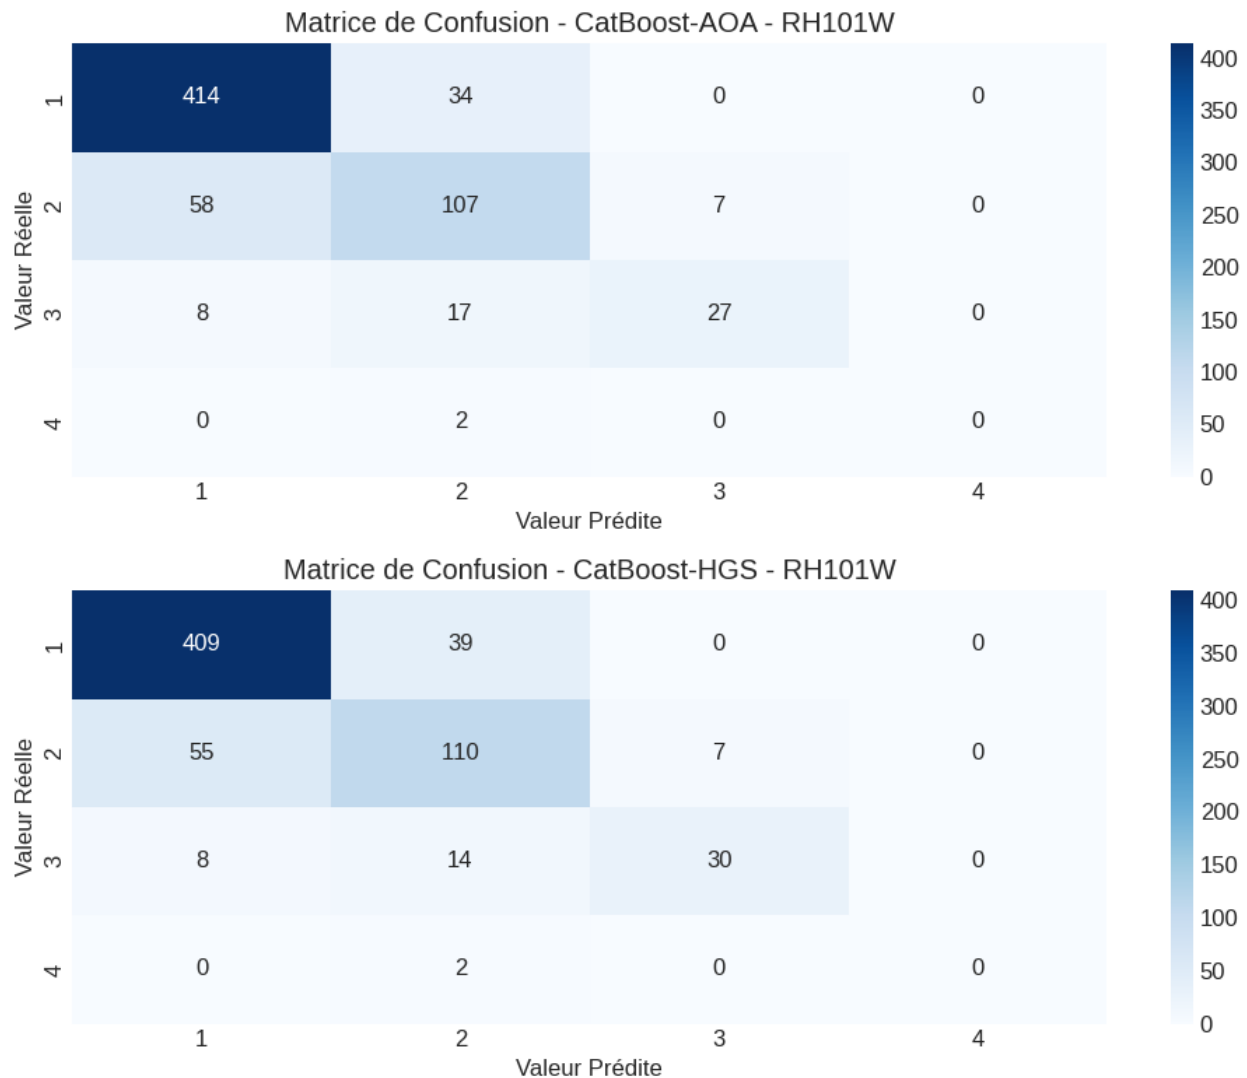 Matrice de Confusion - CatBoost-AOA - RH101W
400
1 414 34 0 0
350
300
Valeur Réelle
2 58 107 7 0
250
200
3 8 17 27 0
150
100
4 0 2 0 0
50
0
1 2 3 4
Valeur Prédite
Matrice de Confusion - CatBoost-HGS - RH101W
400
1 409 39 0 0
350
300
Valeur Réelle
2 55 110 7 0
250
200
3 8 14 30 0
150
100
4 0 2 0 0
50
0
1 2 3 4
Valeur Prédite